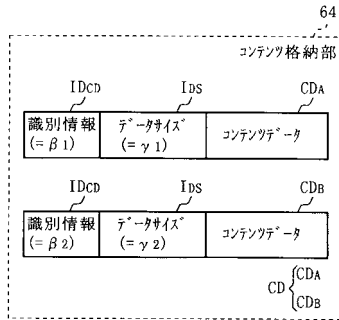 64
コンテンツ格納部
IDCD IDS CDA
識別情報 データサイズ コンテンツデータ
(=β1) (=γ1)
IDCD IDS CDB
識別情報 データサイズ コンテンツデータ
(=β2) (=γ2)
CD { CDA
CDB